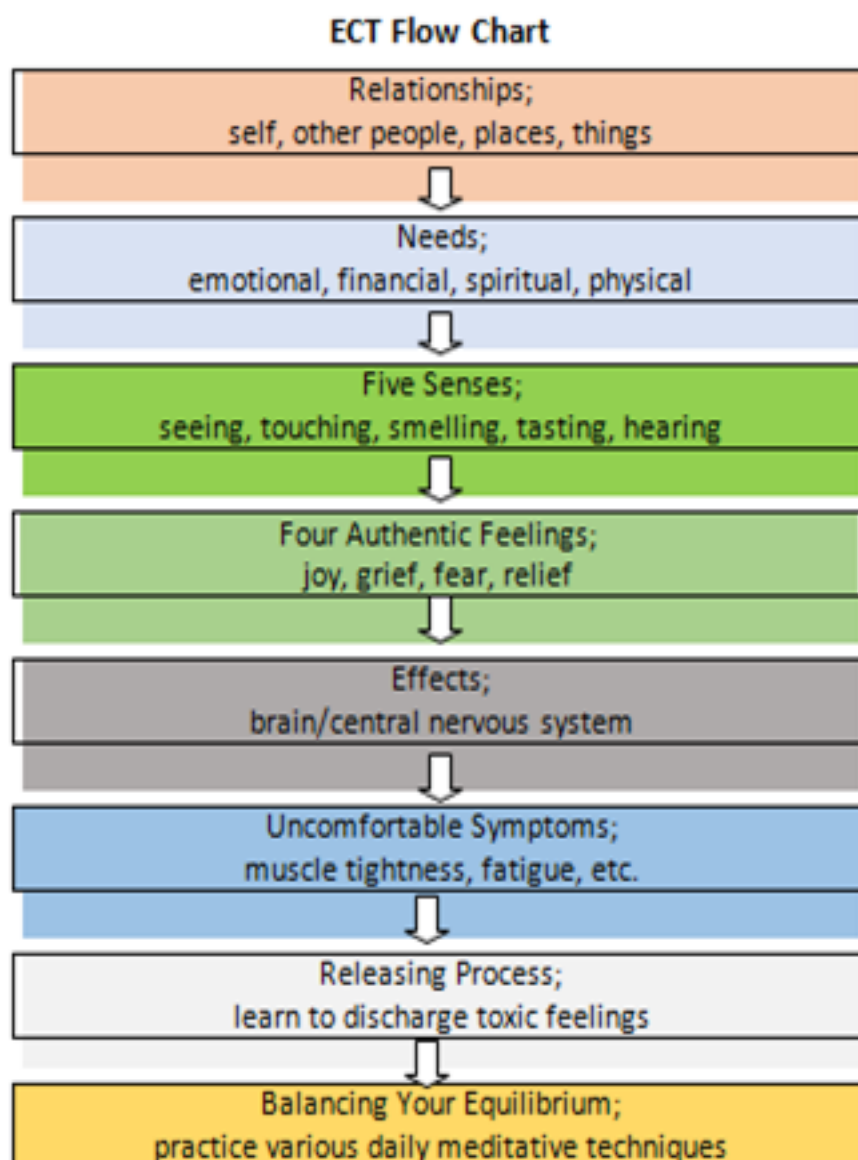 ECT Flow Chart
Relationships;
self, other people, places, things
Needs;
emotional, financial, spiritual, physical
Five Senses;
seeing, touching, smelling, tasting, hearing
Four Authentic Feelings;
joy, grief, fear, relief
Effects;
brain/central nervous system
Uncomfortable Symptoms;
muscle tightness, fatigue, etc.
Releasing Process;
learn to discharge toxic feelings
Balancing Your Equilibrium;
practice various daily meditative techniques